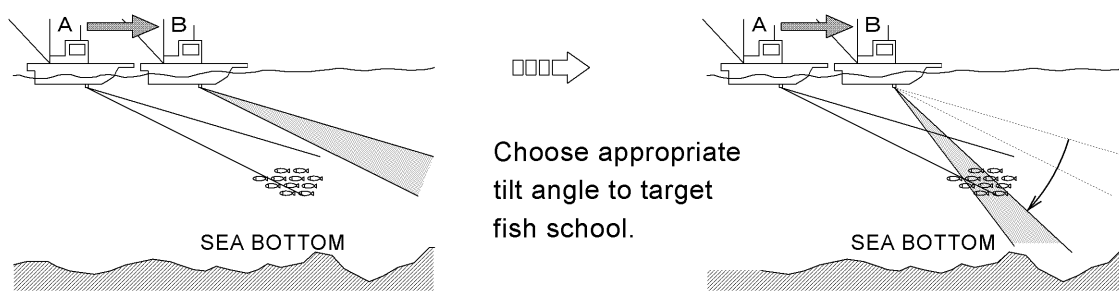 A B
A B
Choose appropriate
tilt angle to target
fish school.
SEA BOTTOM
SEA BOTTOM